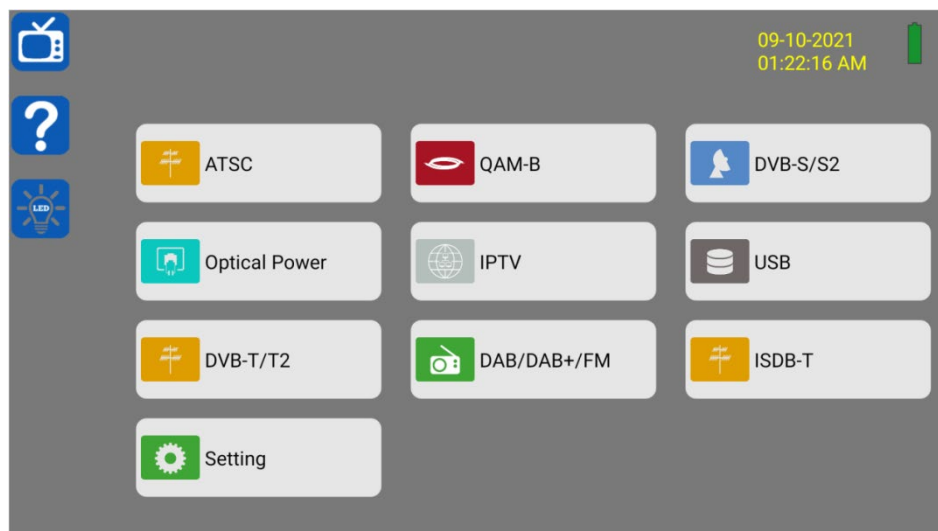 09-10-2021
01:22:16 AM
?
LED
ATSC
QAM-B
DVB-S/S2
Optical Power
IPTV
USB
DVB-T/T2
DAB/DAB+/FM
ISDB-T
Setting